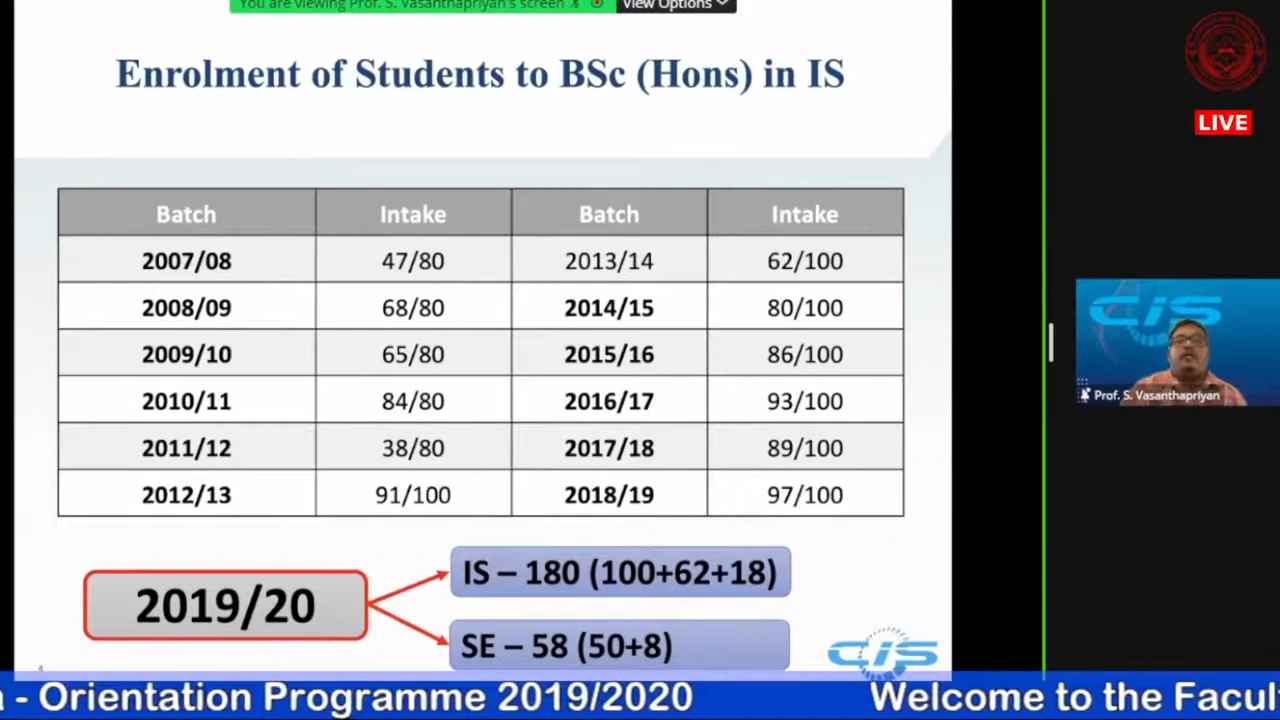 You are viewing Prof. S. Vasanthapriyan's screen
View Options
Enrolment of Students to BSc (Hons) in IS
LIVE
Batch Intake Batch Intake
2007/08 47/80 2013/14 62/100
2008/09 68/80 2014/15 80/100
2009/10 65/80 2015/16 86/100
2010/11 84/80 2016/17 93/100
2011/12 38/80 2017/18 89/100
2012/13 91/100 2018/19 97/100
CIS
Prof. S. Vasanthapriyan
2019/20
IS – 180 (100+62+18)
SE – 58 (50+8)
CIS
4
a - Orientation Programme 2019/2020 Welcome to the Facul